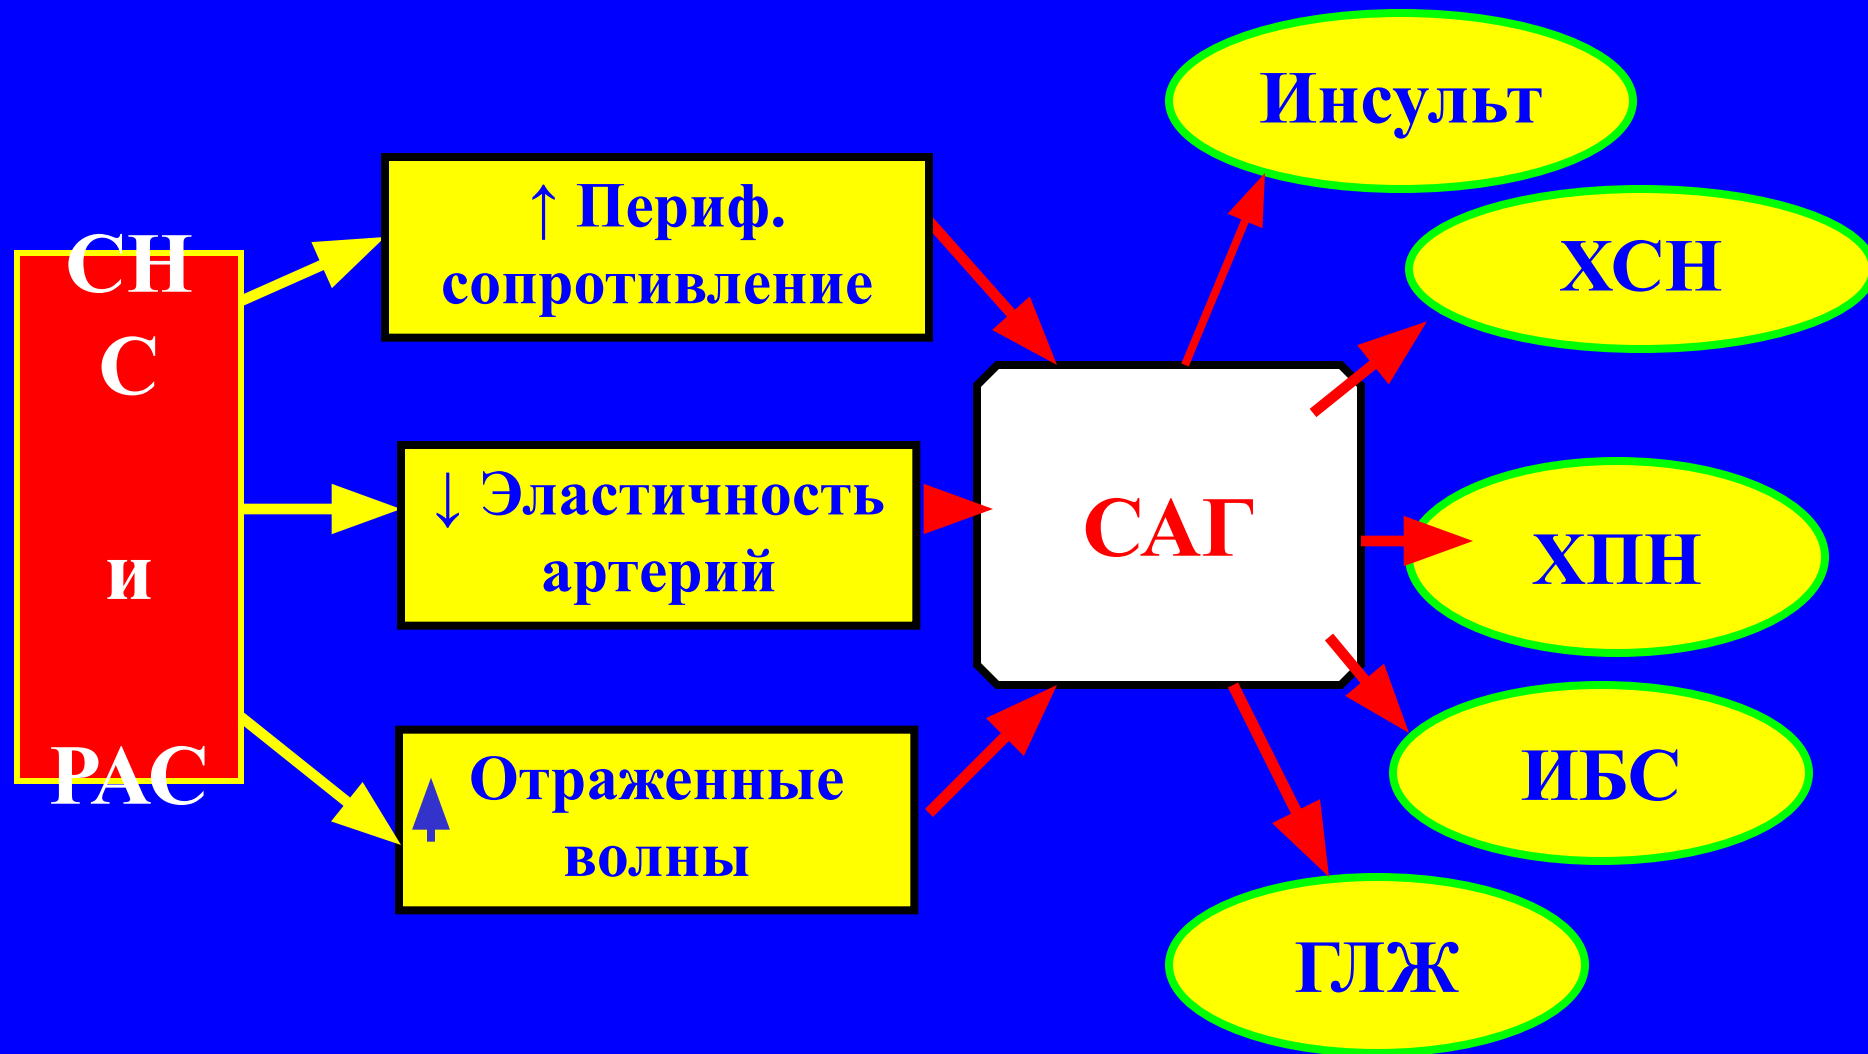 СН
С
и
РАС
↑ Периф.
сопротивление
↓ Эластичность
артерий
Отраженные
волны
САГ
Инсульт
ХСН
ХПН
ИБС
ГЛЖ